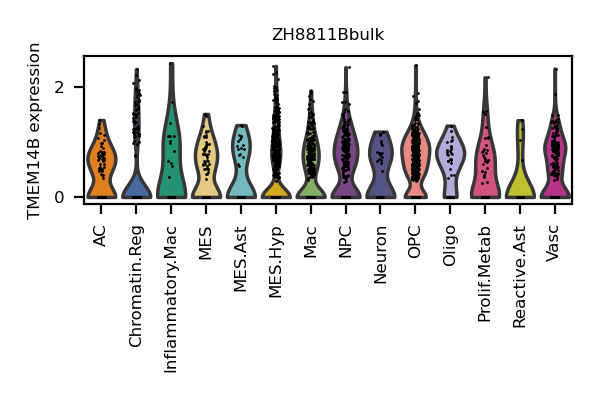 ZH8811Bbulk
TMEM14B expression
2
0
AC
Chromatin.Reg
Inflammatory.Mac
MES
MES.Ast
MES.Hyp
Mac
NPC
Neuron
OPC
Oligo
Prolif.Metab
Reactive.Ast
Vasc